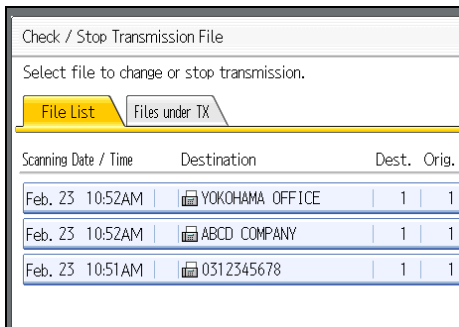 Check / Stop Transmission File
Select file to change or stop transmission.
File List Files under TX
Scanning Date / Time Destination Dest. Orig.
Feb. 23 10:52AM YOKOHAMA OFFICE 1 1
Feb. 23 10:52AM ABCD COMPANY 1 1
Feb. 23 10:51AM 0312345678 1 1